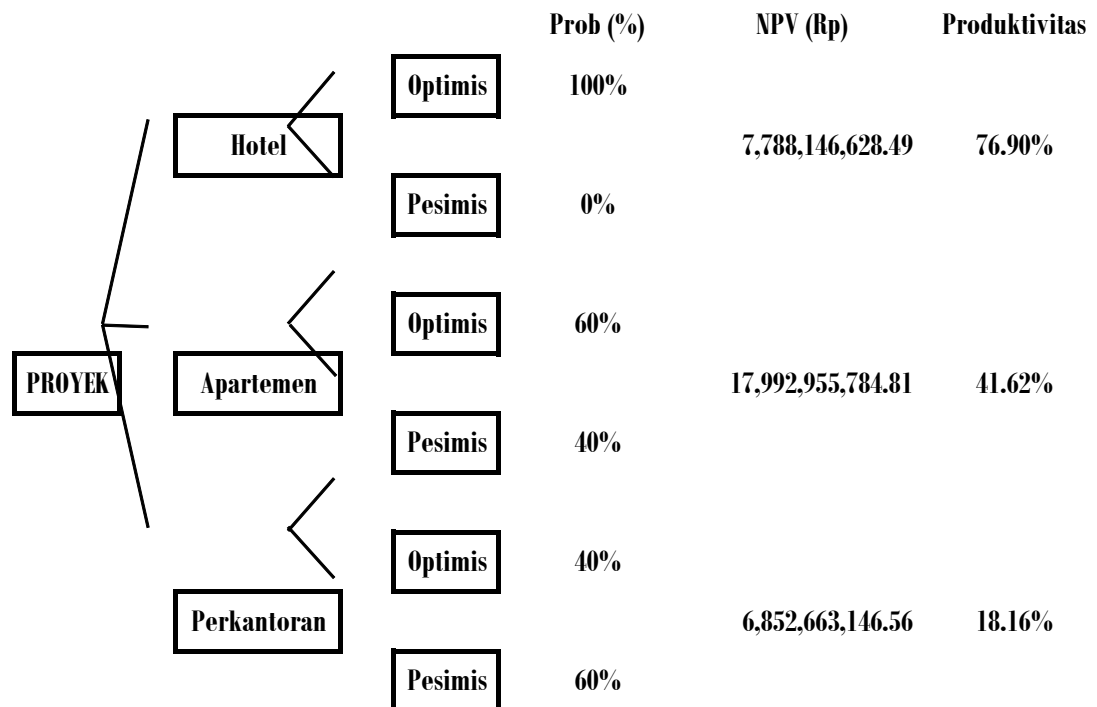 Prob (%) NPV (Rp) Produktivitas
Optimis 100%
Hotel 7,788,146,628.49 76.90%
Pesimis 0%
Optimis 60%
PROYEK Apartemen 17,992,955,784.81 41.62%
Pesimis 40%
Optimis 40%
Perkantoran 6,852,663,146.56 18.16%
Pesimis 60%